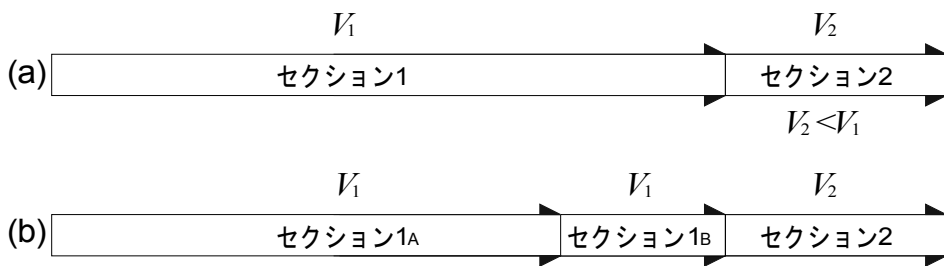 V₁ V₂
(a) セクション1 セクション2
V₂<V₁
V₁ V₁ V₂
(b) セクション1A セクション1B セクション2